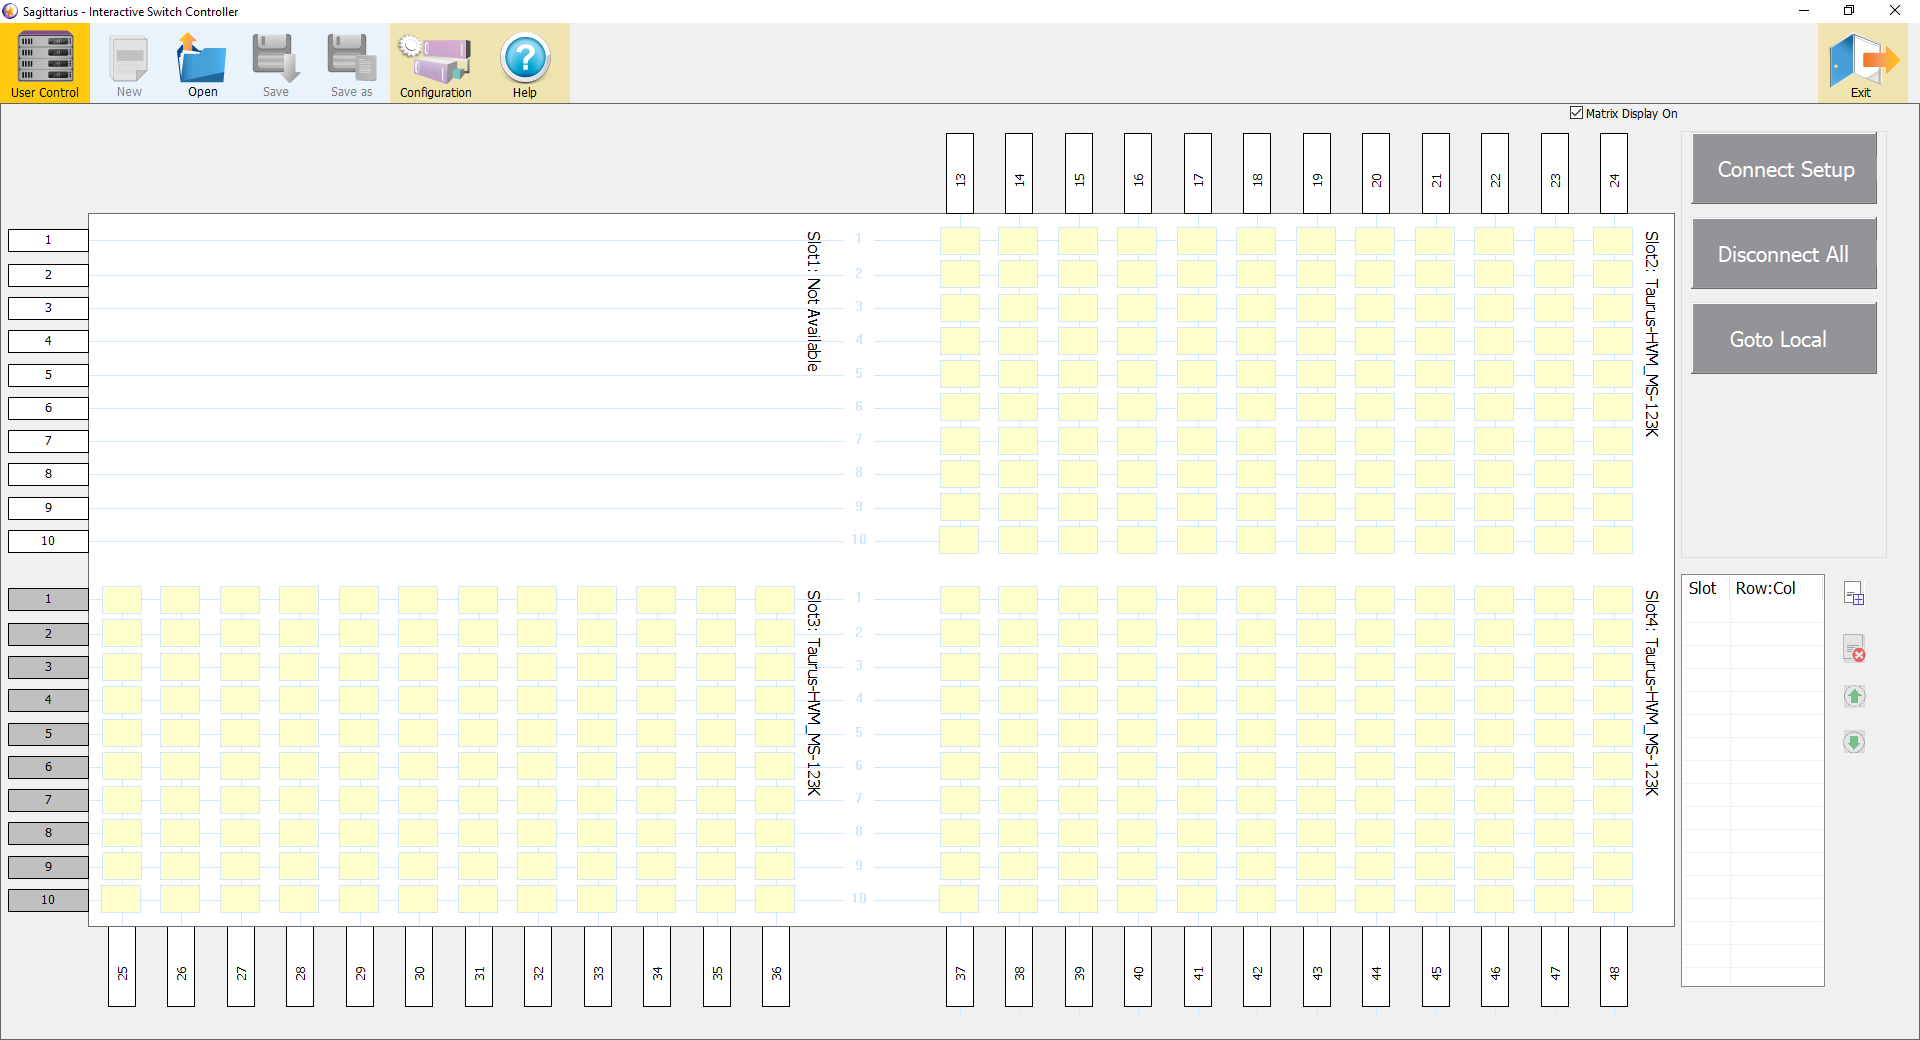 Sagittarius - Interactive Switch Controller
User Control
New
Open
Save
Save as
Configuration
Help
Exit
Matrix Display On
13 14 15 16 17 18 19 20 21 22 23 24
Connect Setup
Disconnect All
Goto Local
1
2
3
4
5
6
7
8
9
10
Slot1: Not Available
1
2
3
4
5
6
7
8
9
10
Slot2: Taurus-HVM_MS-123K
1
2
3
4
5
6
7
8
9
10
Slot3: Taurus-HVM_MS-123K
1
2
3
4
5
6
7
8
9
10
Slot4: Taurus-HVM_MS-123K
Slot Row:Col
25 26 27 28 29 30 31 32 33 34 35 36 37 38 39 40 41 42 43 44 45 46 47 48